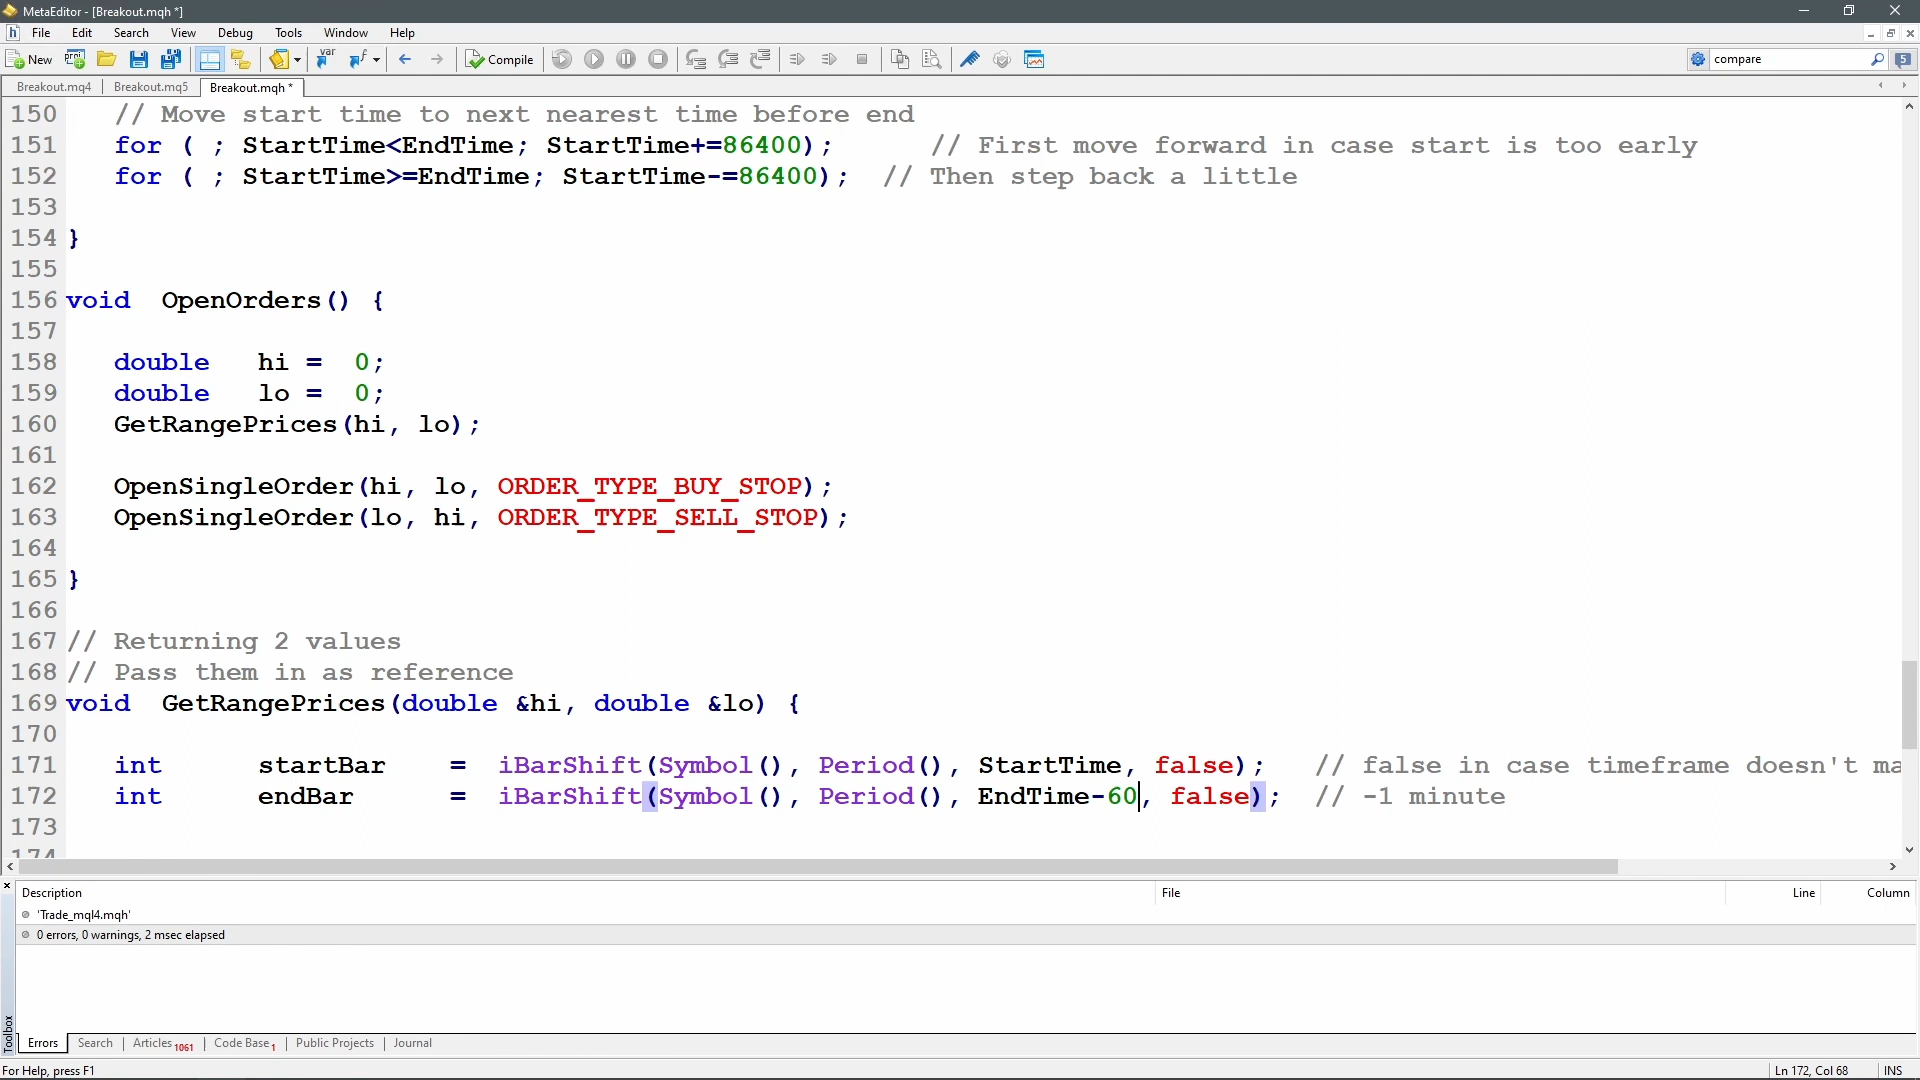 MetaEditor - [Breakout.mqh *]
File Edit Search View Debug Tools Window Help
New proj var Compile compare 5
Breakout.mq4 Breakout.mq5 Breakout.mqh *
150 // Move start time to next nearest time before end
151 for ( ; StartTime<EndTime; StartTime+=86400); // First move forward in case start is too early
152 for ( ; StartTime>=EndTime; StartTime-=86400); // Then step back a little
153
154 }
155
156 void OpenOrders() {
157
158 double hi = 0;
159 double lo = 0;
160 GetRangePrices(hi, lo);
161
162 OpenSingleOrder(hi, lo, ORDER_TYPE_BUY_STOP);
163 OpenSingleOrder(lo, hi, ORDER_TYPE_SELL_STOP);
164
165 }
166
167 // Returning 2 values
168 // Pass them in as reference
169 void GetRangePrices(double &hi, double &lo) {
170
171 int startBar = iBarShift(Symbol(), Period(), StartTime, false); // false in case timeframe doesn't ma
172 int endBar = iBarShift(Symbol(), Period(), EndTime-60, false); // -1 minute
173
174
Description File Line Column
'Trade_mql4.mqh'
0 errors, 0 warnings, 2 msec elapsed
Toolbox
Errors Search Articles 1061 Code Base 1 Public Projects Journal
For Help, press F1 Ln 172, Col 68 INS